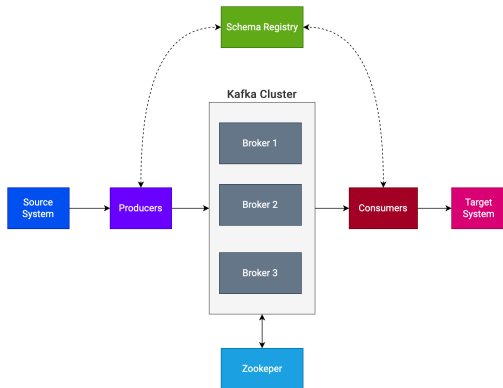 Schema Registry
Kafka Cluster
Broker 1
Source
System
Producers
Broker 2
Consumers
Target
System
Broker 3
Zookeper